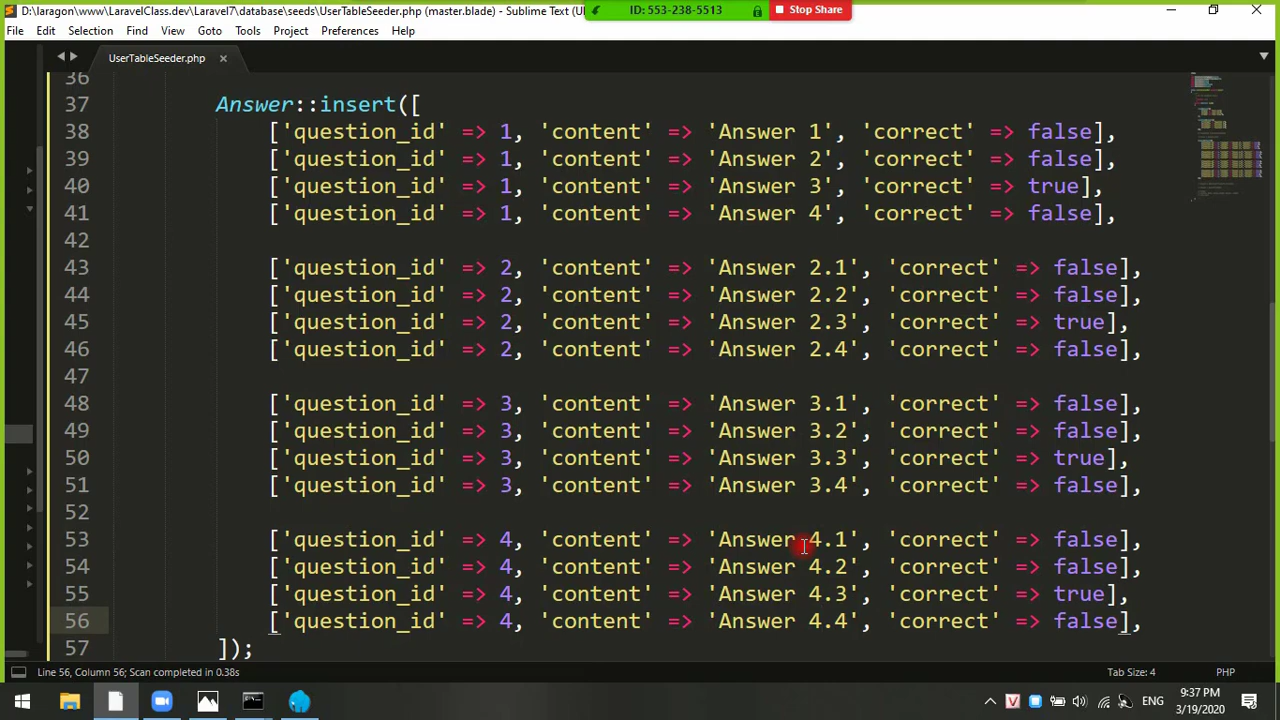 D:\laragon\www\LaravelClass.dev\Laravel7\database\seeds\UserTableSeeder.php (master.blade) - Sublime Text (U
ID: 553-238-5513
Stop Share
File Edit Selection Find View Goto Tools Project Preferences Help
UserTableSeeder.php
36
37 Answer::insert([
38 ['question_id' => 1, 'content' => 'Answer 1', 'correct' => false],
39 ['question_id' => 1, 'content' => 'Answer 2', 'correct' => false],
40 ['question_id' => 1, 'content' => 'Answer 3', 'correct' => true],
41 ['question_id' => 1, 'content' => 'Answer 4', 'correct' => false],
42
43 ['question_id' => 2, 'content' => 'Answer 2.1', 'correct' => false],
44 ['question_id' => 2, 'content' => 'Answer 2.2', 'correct' => false],
45 ['question_id' => 2, 'content' => 'Answer 2.3', 'correct' => true],
46 ['question_id' => 2, 'content' => 'Answer 2.4', 'correct' => false],
47
48 ['question_id' => 3, 'content' => 'Answer 3.1', 'correct' => false],
49 ['question_id' => 3, 'content' => 'Answer 3.2', 'correct' => false],
50 ['question_id' => 3, 'content' => 'Answer 3.3', 'correct' => true],
51 ['question_id' => 3, 'content' => 'Answer 3.4', 'correct' => false],
52
53 ['question_id' => 4, 'content' => 'Answer 4.1', 'correct' => false],
54 ['question_id' => 4, 'content' => 'Answer 4.2', 'correct' => false],
55 ['question_id' => 4, 'content' => 'Answer 4.3', 'correct' => true],
56 ['question_id' => 4, 'content' => 'Answer 4.4', 'correct' => false],
57 ]);
Line 56, Column 56; Scan completed in 0.38s
Tab Size: 4
PHP
ENG
9:37 PM
3/19/2020